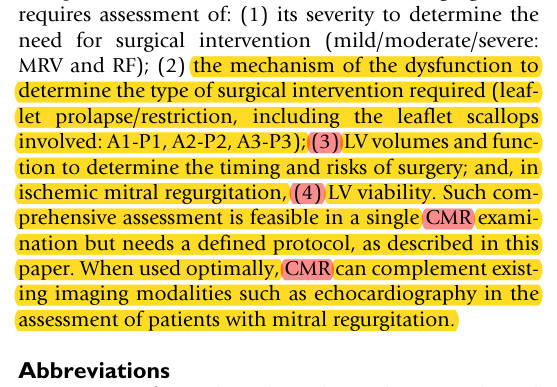 requires assessment of: (1) its severity to determine the
need for surgical intervention (mild/moderate/severe:
MRV and RF); (2) the mechanism of the dysfunction to
determine the type of surgical intervention required (leaf-
let prolapse/restriction, including the leaflet scallops
involved: A1-P1, A2-P2, A3-P3); (3) LV volumes and func-
tion to determine the timing and risks of surgery; and, in
ischemic mitral regurgitation, (4) LV viability. Such com-
prehensive assessment is feasible in a single CMR exami-
nation but needs a defined protocol, as described in this
paper. When used optimally, CMR can complement exist-
ing imaging modalities such as echocardiography in the
assessment of patients with mitral regurgitation.
Abbreviations